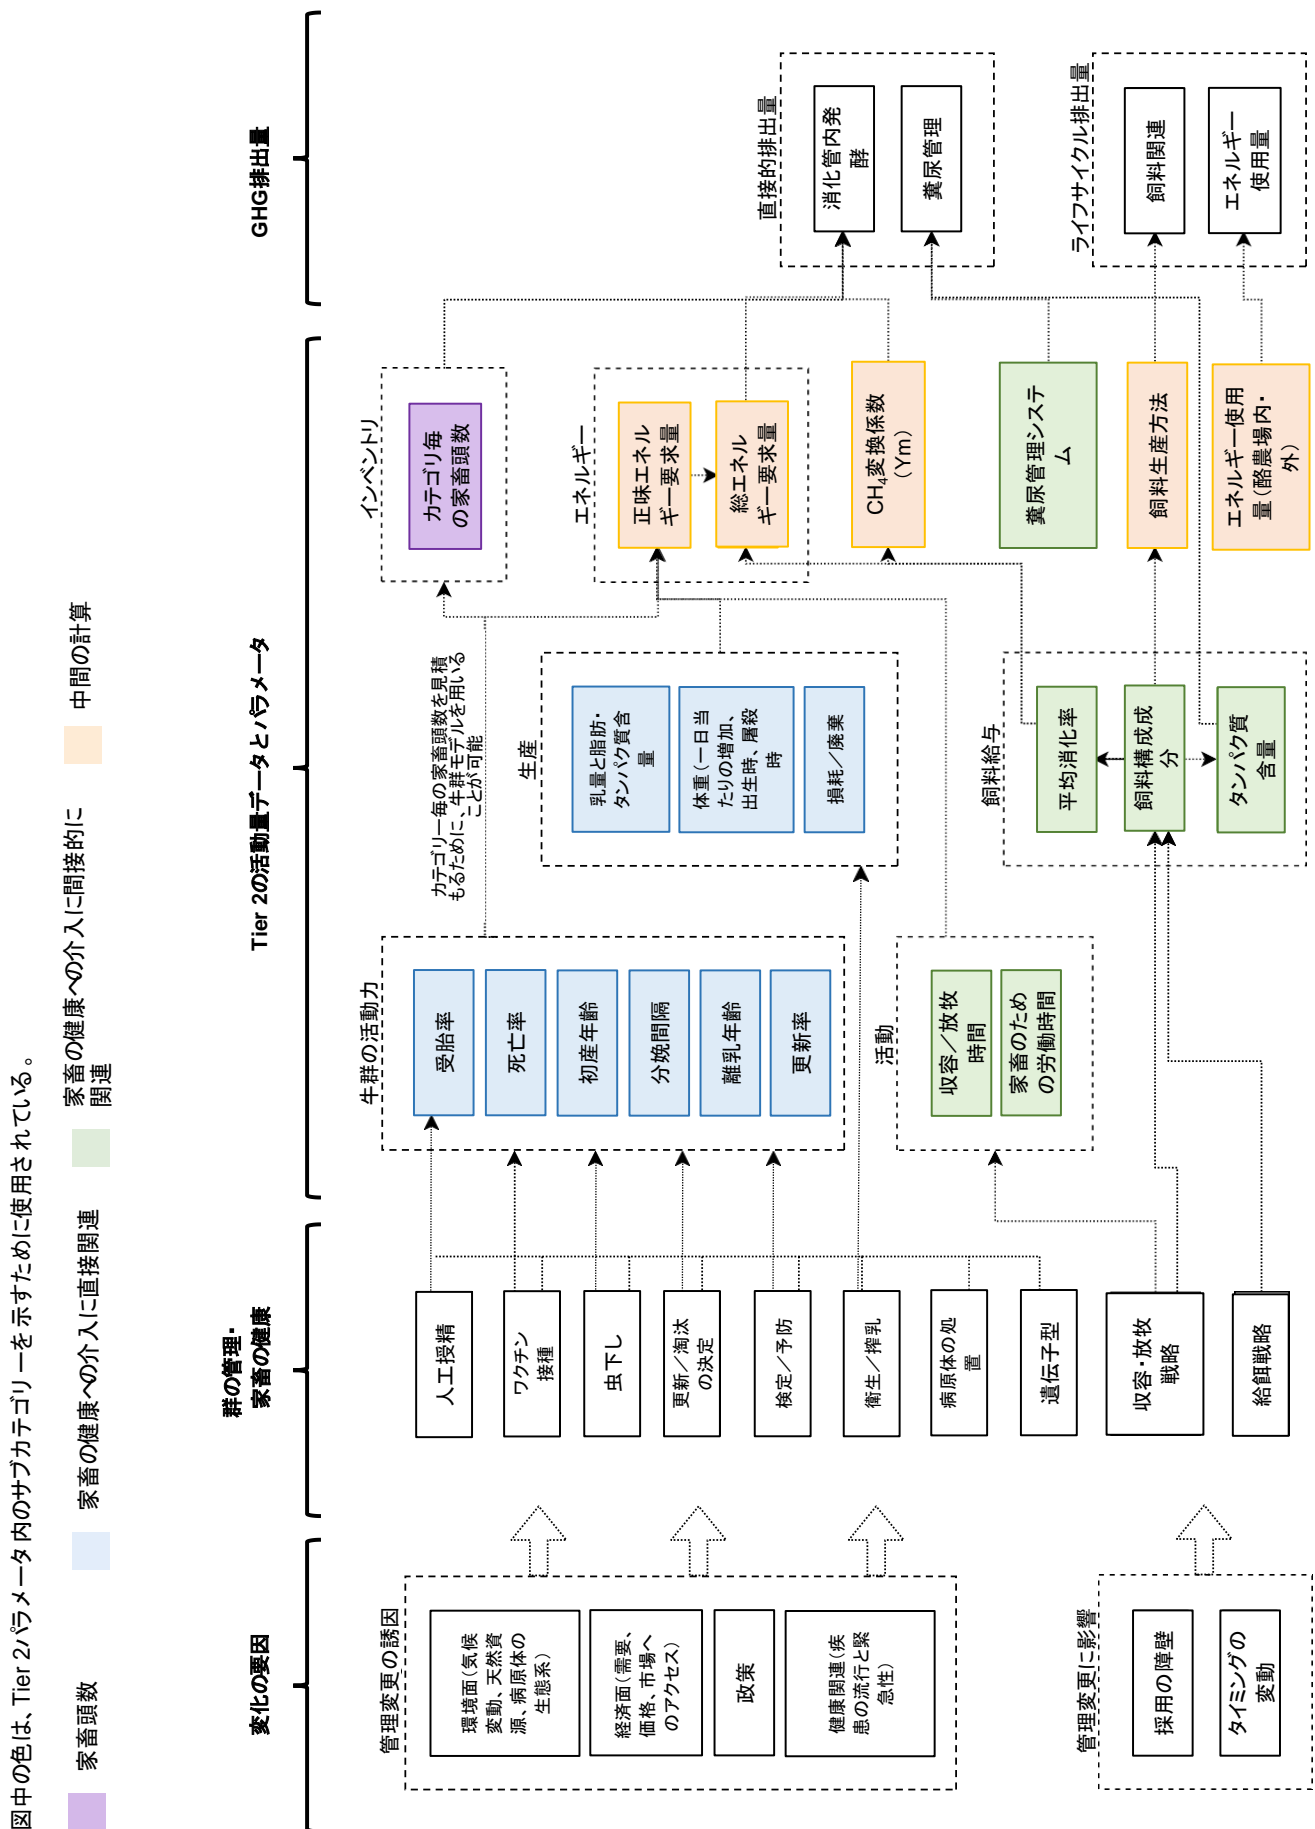 図中の色は、Tier 2パラメータ内のサブカテゴリーを示すために使用されている。
家畜頭数
家畜の健康への介入に直接関連
家畜の健康への介入に間接的に
関連
中間の計算
変化の要因
群の管理・
家畜の健康
Tier 2の活動量データとパラメータ
GHG排出量
管理変更の誘因
環境面(気候
変動、天然資
源、病原体の
生態系)
経済面(需要、
価格、市場へ
のアクセス)
政策
健康関連(疾
患の流行と緊
急性)
管理変更に影響
採用の障壁
タイミングの
変動
人工授精
ワクチン
接種
虫下し
更新/淘汰
の決定
検定/予防
衛生/搾乳
病原体の処
置
遺伝子型
収容・放牧
戦略
給餌戦略
牛群の活動力
受胎率
死亡率
初産年齢
分娩間隔
離乳年齢
更新率
活動
収容/放牧
時間
家畜のため
の労働時間
カテゴリー毎の家畜頭数を見積
もるために、牛群モデルを用いる
ことが可能
生産
乳量と脂肪・
タンパク質含
量
体重(一日当
たりの増加、
出生時、屠殺
時
損耗/廃棄
飼料給与
平均消化率
飼料構成成
分
タンパク質
含量
インベントリ
カテゴリ毎
の家畜頭数
エネルギー
正味エネル
ギー要求量
総エネル
ギー要求量
CH₄変換係数
(Ym)
糞尿管理システ
ム
飼料生産方法
エネルギー使用
量(酪農場内・
外)
直接的排出量
消化管内発
酵
糞尿管理
ライフサイクル排出量
飼料関連
エネルギー
使用量